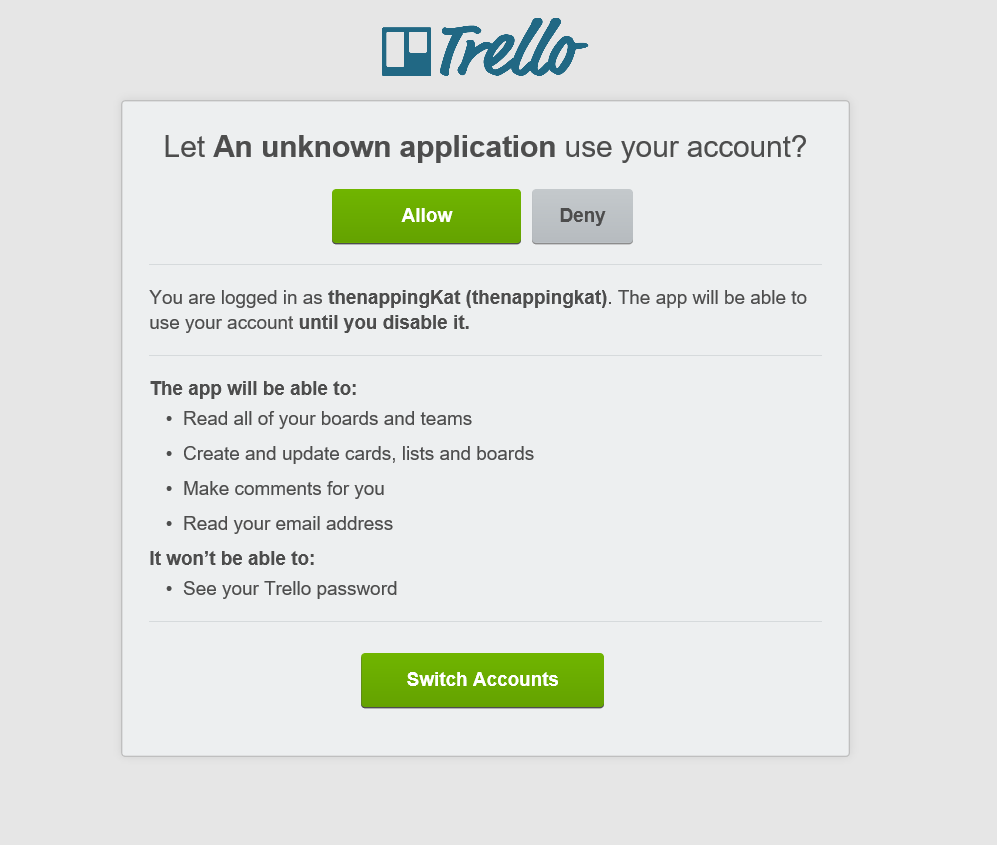 Trello
Let An unknown application use your account?
Allow
Deny
You are logged in as thenappingKat (thenappingkat). The app will be able to
use your account until you disable it.
The app will be able to:
• Read all of your boards and teams
• Create and update cards, lists and boards
• Make comments for you
• Read your email address
It won’t be able to:
• See your Trello password
Switch Accounts